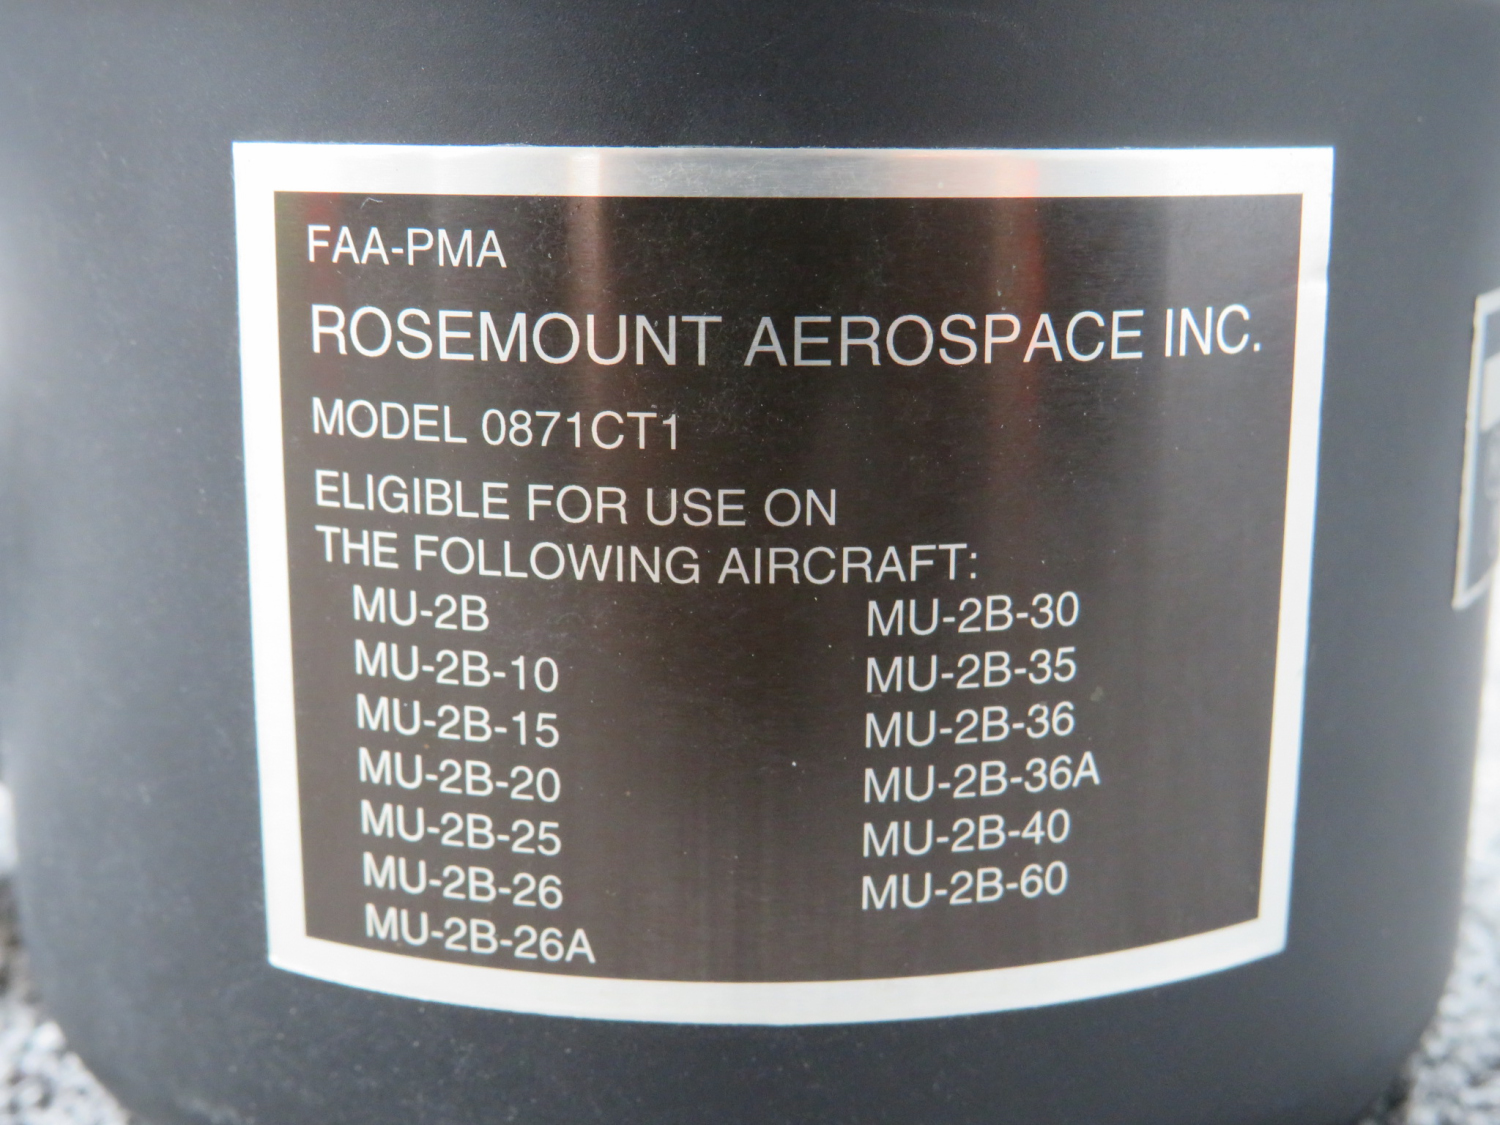 FAA-PMA
ROSEMOUNT AEROSPACE INC.
MODEL 0871CT1
ELIGIBLE FOR USE ON
THE FOLLOWING AIRCRAFT:
MU-2B
MU-2B-10
MU-2B-15
MU-2B-20
MU-2B-25
MU-2B-26
MU-2B-26A
MU-2B-30
MU-2B-35
MU-2B-36
MU-2B-36A
MU-2B-40
MU-2B-60